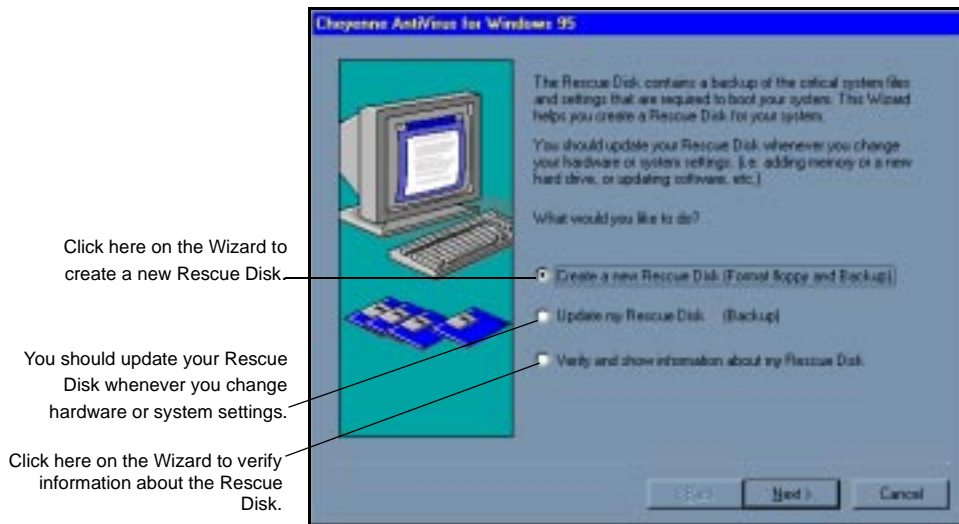 Cheyenne AntiVirus for Windows 95
The Rescue Disk contains a backup of the critical system files
and settings that are required to boot your system. This Wizard
helps you create a Rescue Disk for your system.
You should update your Rescue Disk whenever you change
your hardware or system settings. (i.e. adding memory or a new
hard drive, or updating software, etc.)
What would you like to do?
Click here on the Wizard to
create a new Rescue Disk.
Create a new Rescue Disk (Format floppy and Backup)
Update my Rescue Disk (Backup)
You should update your Rescue
Disk whenever you change
hardware or system settings.
Verify and show information about my Rescue Disk
Click here on the Wizard to verify
information about the Rescue
Disk.
< Back
Next >
Cancel